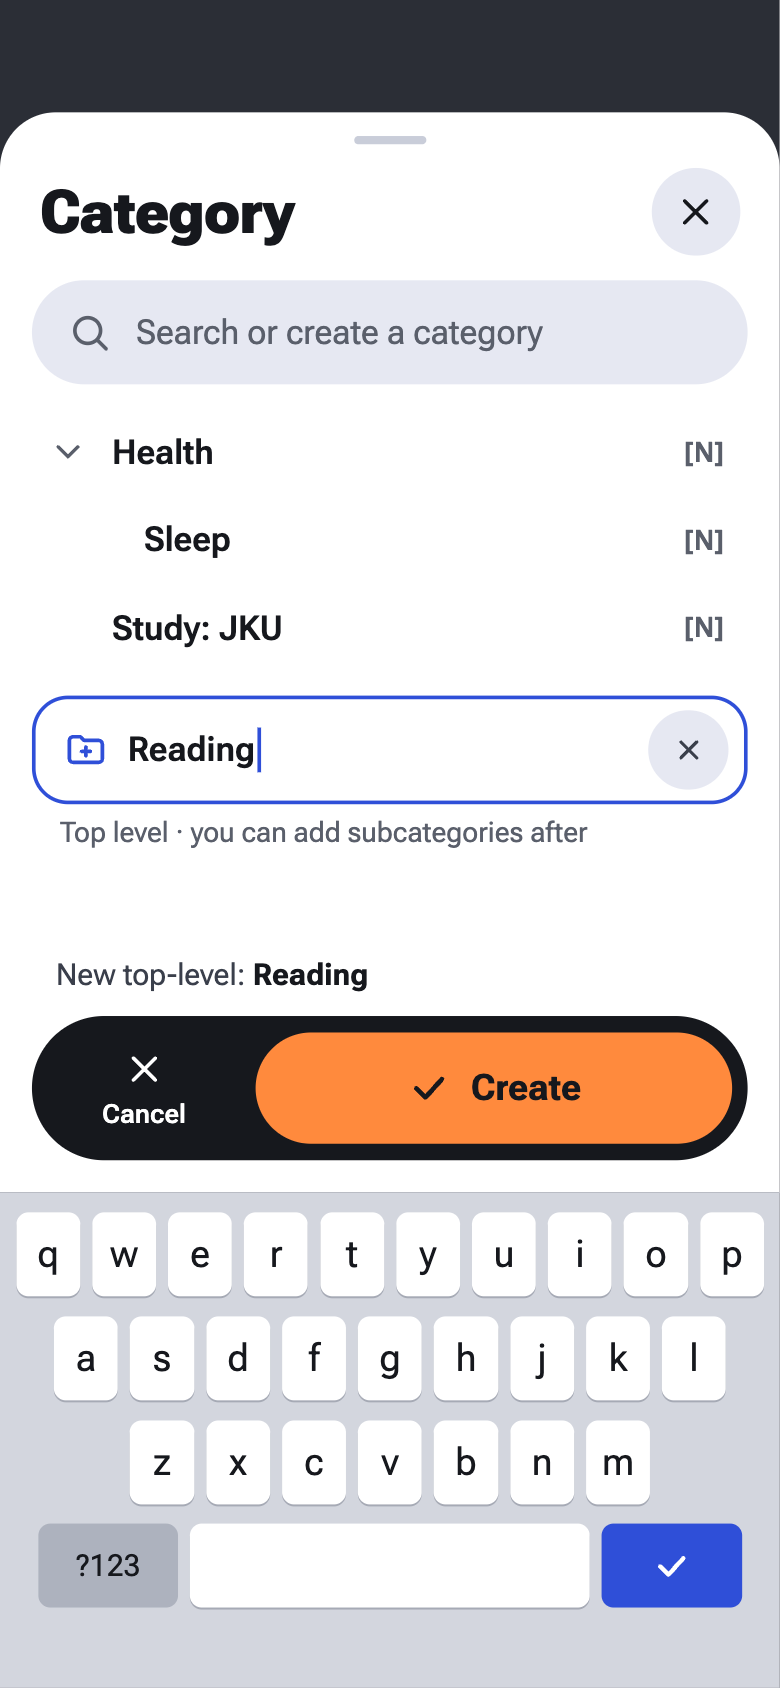 Category
Search or create a category
Health [N]
Sleep [N]
Study: JKU [N]
Reading
Top level · you can add subcategories after
New top-level: Reading
Cancel
Create
q w e r t y u i o p
a s d f g h j k l
z x c v b n m
?123